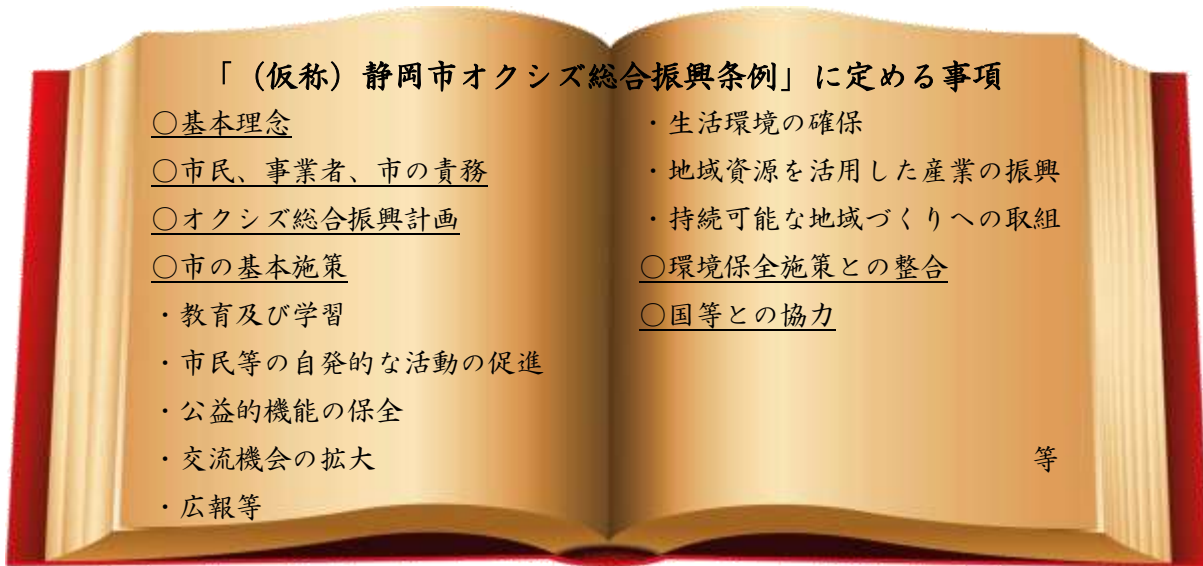 「（仮称）静岡市オクシズ総合振興条例」に定める事項
○基本理念
○市民、事業者、市の責務
○オクシズ総合振興計画
○市の基本施策
・教育及び学習
・市民等の自発的な活動の促進
・公益的機能の保全
・交流機会の拡大
・広報等
・生活環境の確保
・地域資源を活用した産業の振興
・持続可能な地域づくりへの取組
○環境保全施策との整合
○国等との協力
等